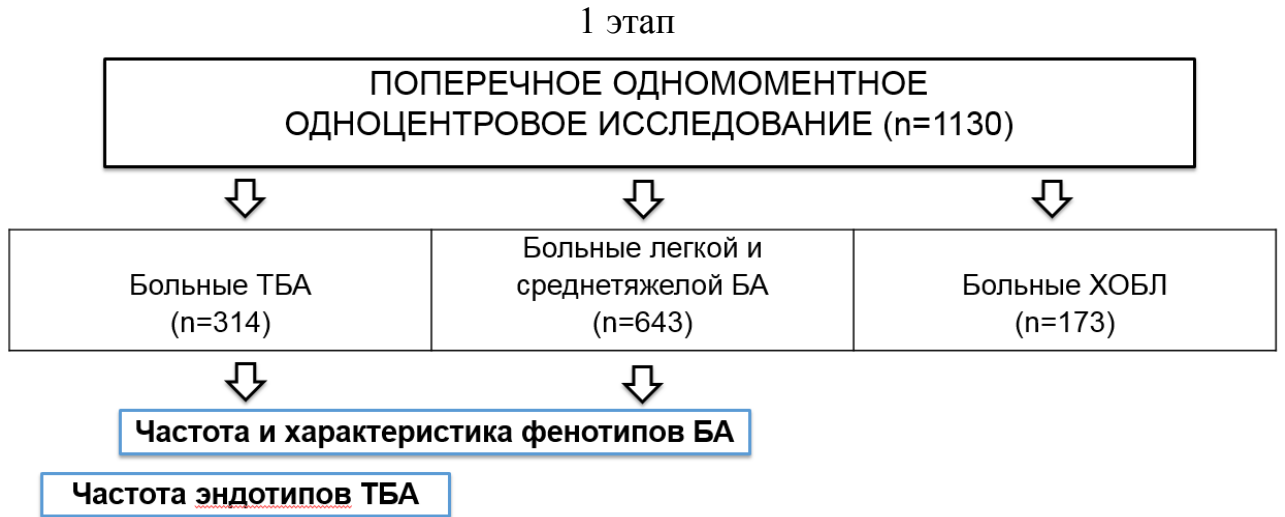 1 этап
ПОПЕРЕЧНОЕ ОДНОМОМЕНТНОЕ
ОДНОЦЕНТРОВОЕ ИССЛЕДОВАНИЕ (n=1130)
Больные ТБА
(n=314)
Больные легкой и
среднетяжелой БА
(n=643)
Больные ХОБЛ
(n=173)
Частота и характеристика фенотипов БА
Частота эндотипов ТБА